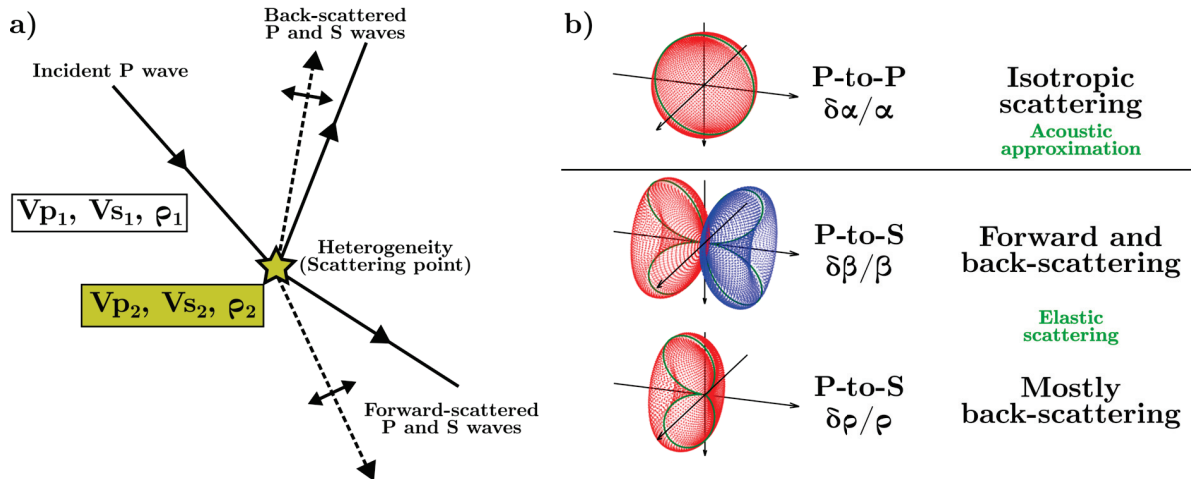 a)
Back-scattered
P and S waves
Incident P wave
Vp₁, Vs₁, ρ₁
Heterogeneity
(Scattering point)
Vp₂, Vs₂, ρ₂
Forward-scattered
P and S waves
b)
P-to-P
δα/α
Isotropic
scattering
Acoustic
approximation
P-to-S
δβ/β
Forward and
back-scattering
Elastic
scattering
P-to-S
δρ/ρ
Mostly
back-scattering